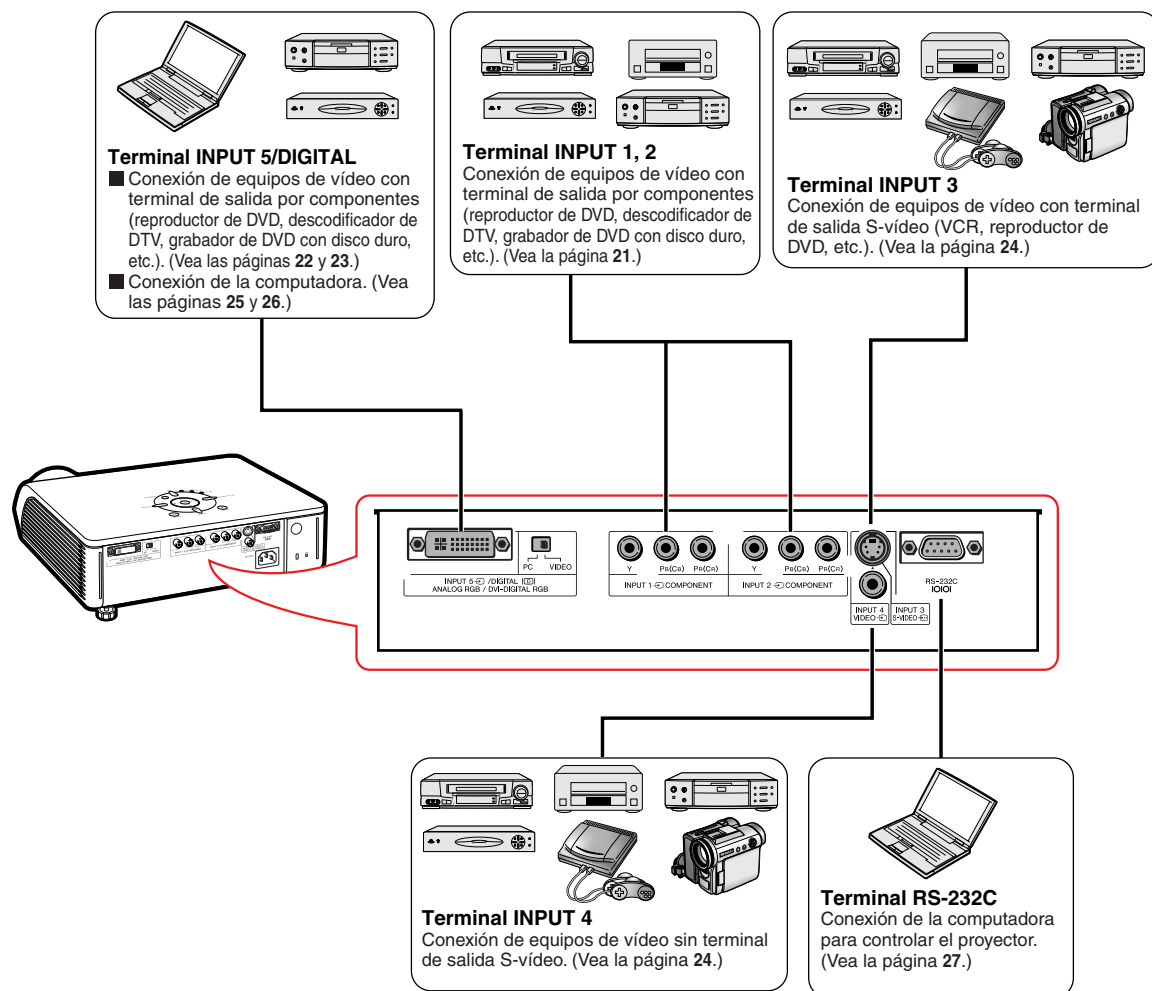 Terminal INPUT 5/DIGITAL
■ Conexión de equipos de vídeo con
terminal de salida por componentes
(reproductor de DVD, descodificador de
DTV, grabador de DVD con disco duro,
etc.). (Vea las páginas 22 y 23.)
■ Conexión de la computadora. (Vea
las páginas 25 y 26.)
Terminal INPUT 1, 2
Conexión de equipos de vídeo con
terminal de salida por componentes
(reproductor de DVD, descodificador de
DTV, grabador de DVD con disco duro,
etc.). (Vea la página 21.)
Terminal INPUT 3
Conexión de equipos de vídeo con terminal
de salida S-vídeo (VCR, reproductor de
DVD, etc.). (Vea la página 24.)
PC VIDEO
INPUT 5 /DIGITAL
ANALOG RGB / DVI-DIGITAL RGB
Y PB(CB) PR(CR)
INPUT 1 COMPONENT
Y PB(CB) PR(CR)
INPUT 2 COMPONENT
INPUT 4
VIDEO
INPUT 3
S-VIDEO
RS-232C
IOIOI
Terminal INPUT 4
Conexión de equipos de vídeo sin terminal
de salida S-vídeo. (Vea la página 24.)
Terminal RS-232C
Conexión de la computadora
para controlar el proyector.
(Vea la página 27.)